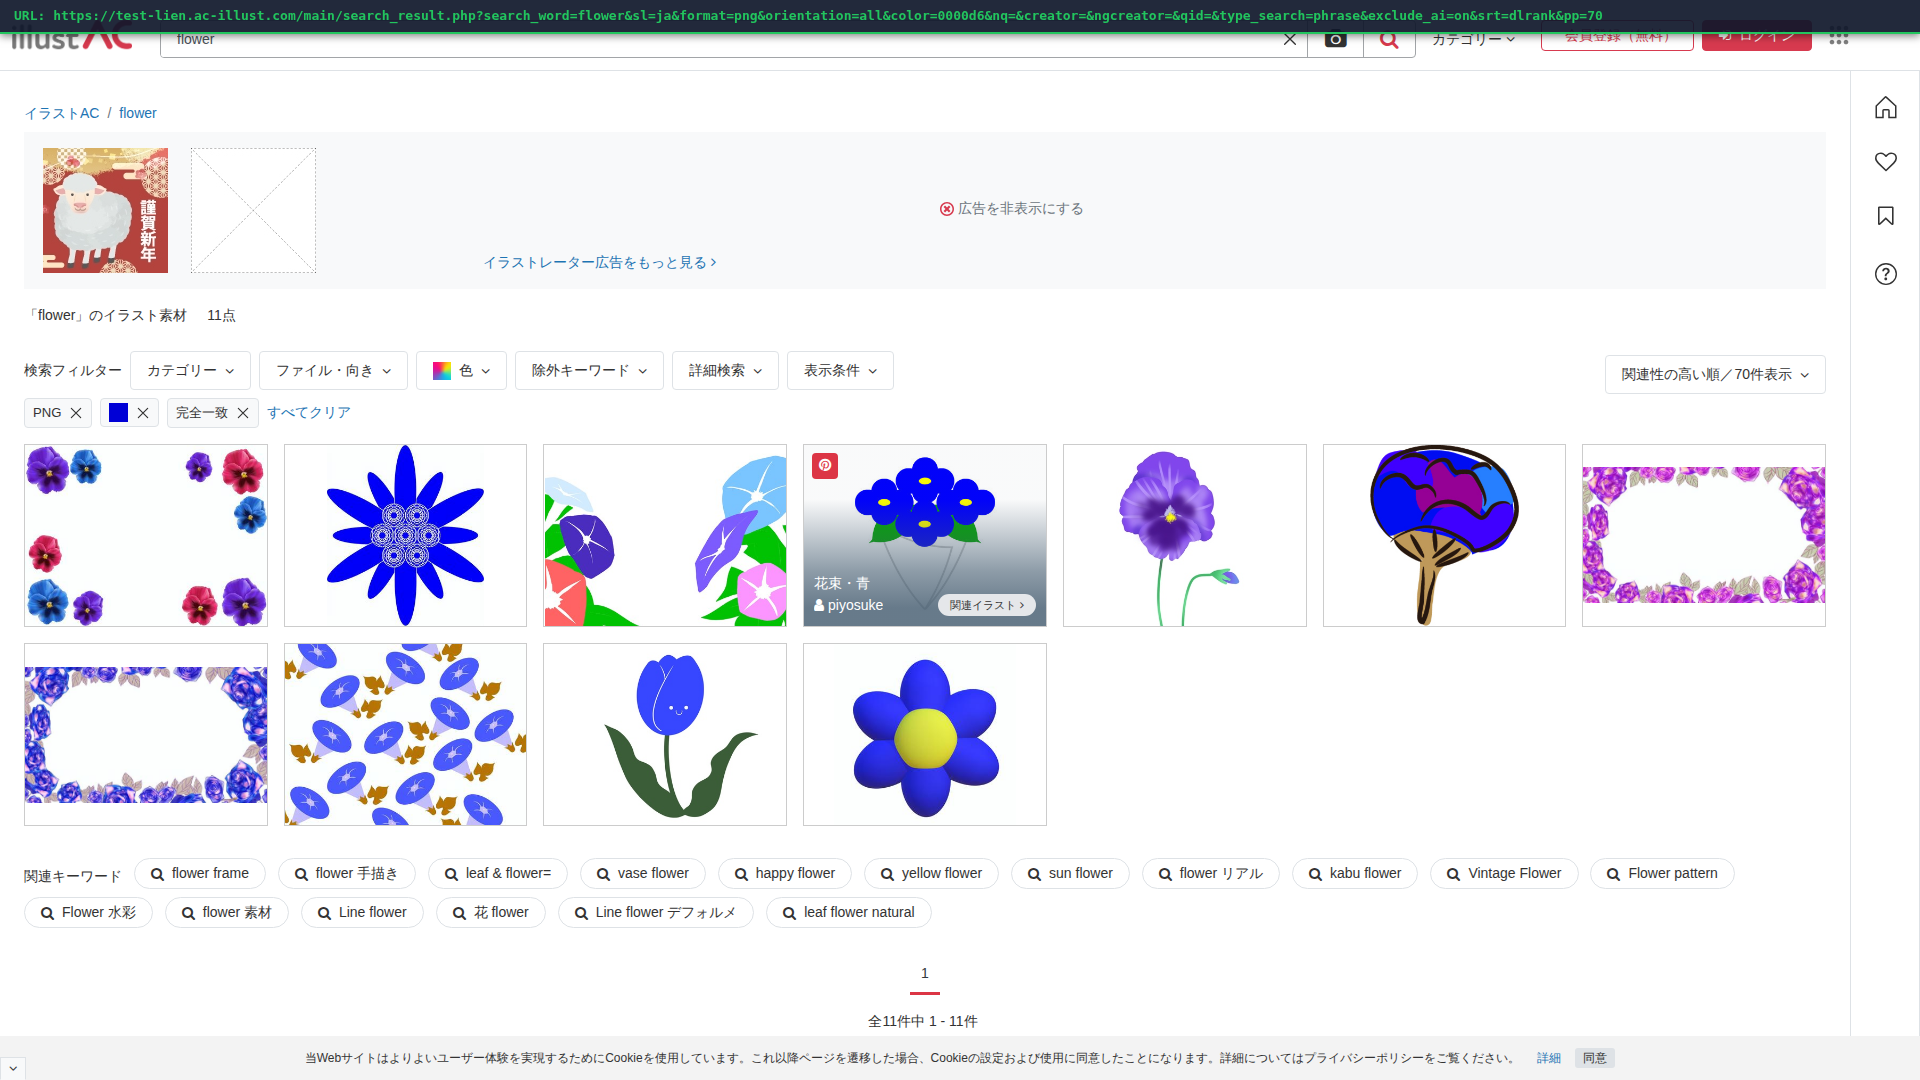 URL: https://test-lien.ac-illust.com/main/search_result.php?search_word=flower&sl=ja&format=png&orientation=all&color=0000d6&nq=&creator=&ngcreator=&qid=&type_search=phrase&exclude_ai=on&srt=dlrank&pp=70
illust AC flower カテゴリー 会員登録（無料） ログイン
イラストAC / flower
謹賀新年
広告を非表示にする
イラストレーター広告をもっと見る
「flower」のイラスト素材 11点
検索フィルター カテゴリー ファイル・向き 色 除外キーワード 詳細検索 表示条件 関連性の高い順／70件表示
PNG 完全一致 すべてクリア
花束・青
piyosuke 関連イラスト
関連キーワード flower frame flower 手描き leaf & flower= vase flower happy flower yellow flower sun flower flower リアル kabu flower Vintage Flower Flower pattern
Flower 水彩 flower 素材 Line flower 花 flower Line flower デフォルメ leaf flower natural
1
全11件中 1 - 11件
当Webサイトはよりよいユーザー体験を実現するためにCookieを使用しています。これ以降ページを遷移した場合、Cookieの設定および使用に同意したことになります。詳細についてはプライバシーポリシーをご覧ください。 詳細 同意